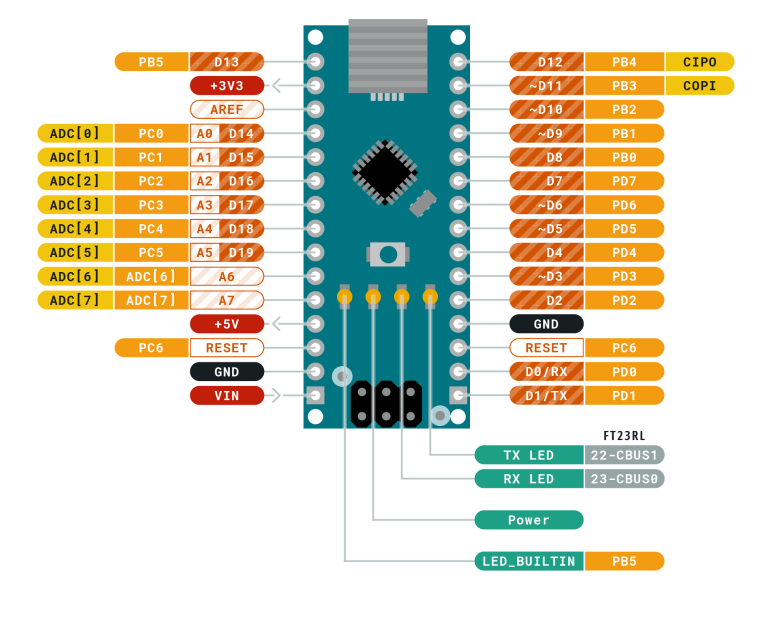 PB5 D13 D12 PB4 CIPO
+3V3 ~D11 PB3 COPI
AREF ~D10 PB2
ADC[0] PC0 A0 D14 ~D9 PB1
ADC[1] PC1 A1 D15 D8 PB0
ADC[2] PC2 A2 D16 D7 PD7
ADC[3] PC3 A3 D17 ~D6 PD6
ADC[4] PC4 A4 D18 ~D5 PD5
ADC[5] PC5 A5 D19 D4 PD4
ADC[6] ADC[6] A6 ~D3 PD3
ADC[7] ADC[7] A7 D2 PD2
+5V GND
PC6 RESET RESET PC6
GND D0/RX PD0
VIN D1/TX PD1
FT23RL
TX LED 22-CBUS1
RX LED 23-CBUS0
Power
LED_BUILTIN PB5